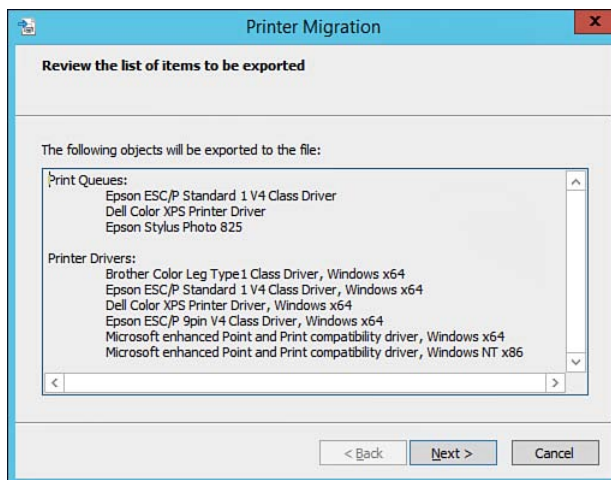 Printer Migration
x
Review the list of items to be exported
The following objects will be exported to the file:
Print Queues:
Epson ESC/P Standard 1 V4 Class Driver
Dell Color XPS Printer Driver
Epson Stylus Photo 825
Printer Drivers:
Brother Color Leg Type1 Class Driver, Windows x64
Epson ESC/P Standard 1 V4 Class Driver, Windows x64
Dell Color XPS Printer Driver, Windows x64
Epson ESC/P 9pin V4 Class Driver, Windows x64
Microsoft enhanced Point and Print compatibility driver, Windows x64
Microsoft enhanced Point and Print compatibility driver, Windows NT x86
< Back Next > Cancel